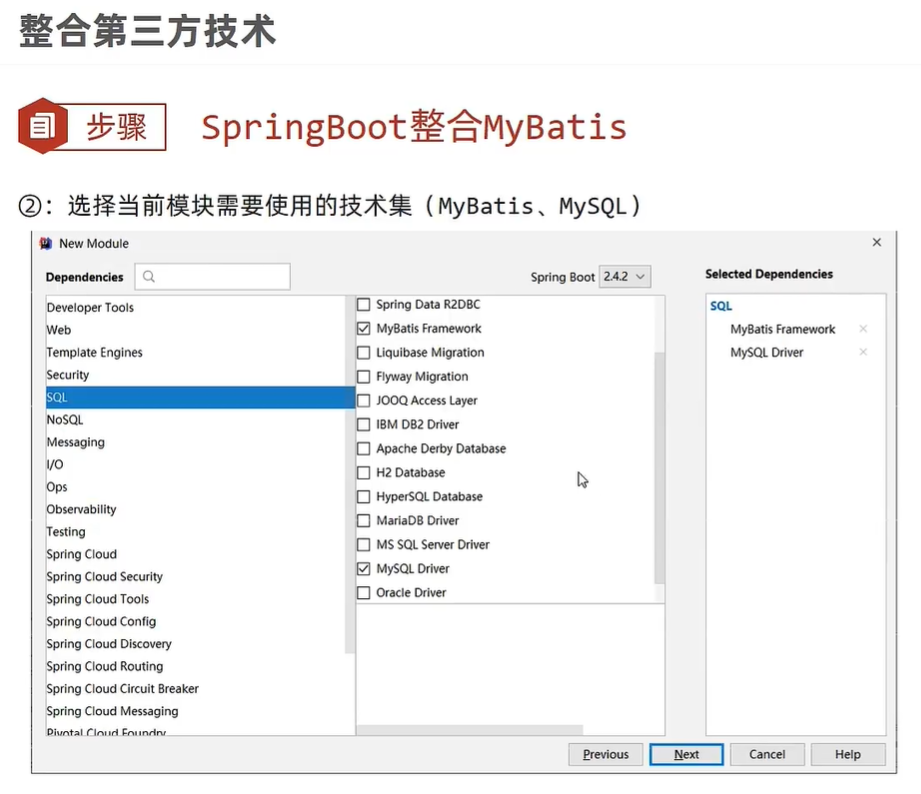 整合第三方技术
步骤
SpringBoot整合MyBatis
②：选择当前模块需要使用的技术集（MyBatis、MySQL）
New Module
Dependencies
Spring Boot 2.4.2
Selected Dependencies
Developer Tools
Web
Template Engines
Security
SQL
NoSQL
Messaging
I/O
Ops
Observability
Testing
Spring Cloud
Spring Cloud Security
Spring Cloud Tools
Spring Cloud Config
Spring Cloud Discovery
Spring Cloud Routing
Spring Cloud Circuit Breaker
Spring Cloud Messaging
Pivotal Cloud Foundry
Spring Data R2DBC
MyBatis Framework
Liquibase Migration
Flyway Migration
JOOQ Access Layer
IBM DB2 Driver
Apache Derby Database
H2 Database
HyperSQL Database
MariaDB Driver
MS SQL Server Driver
MySQL Driver
Oracle Driver
SQL
MyBatis Framework
MySQL Driver
Previous
Next
Cancel
Help